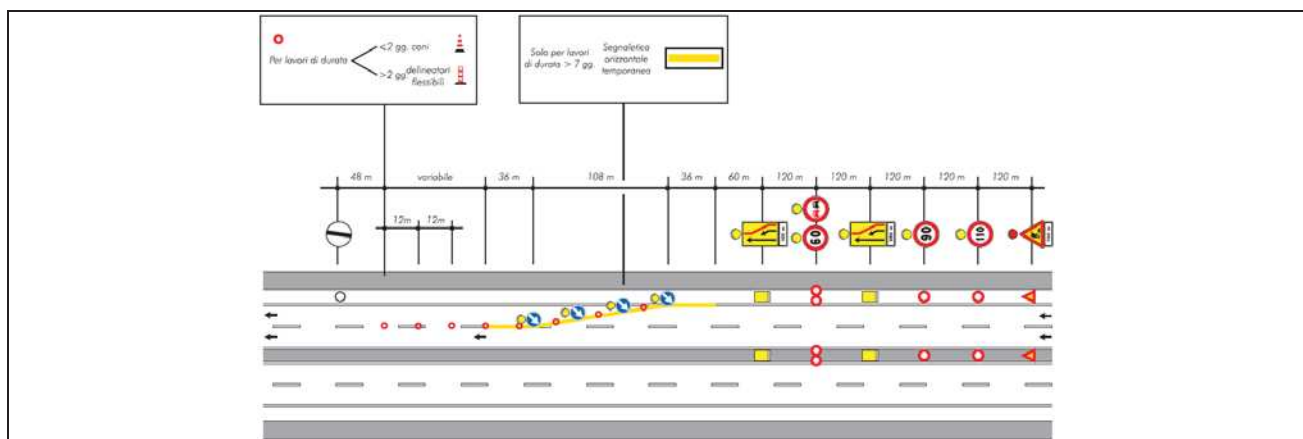 Per lavori di durata
<2 gg. coni
>2 gg. delineatori
flessibili
Solo per lavori
di durata > 7 gg.
Segnaletica
orizzontale
temporanea
48 m
variabile
36 m
108 m
36 m
60 m
120 m
120 m
120 m
120 m
120 m
12m
12m
60
90
110